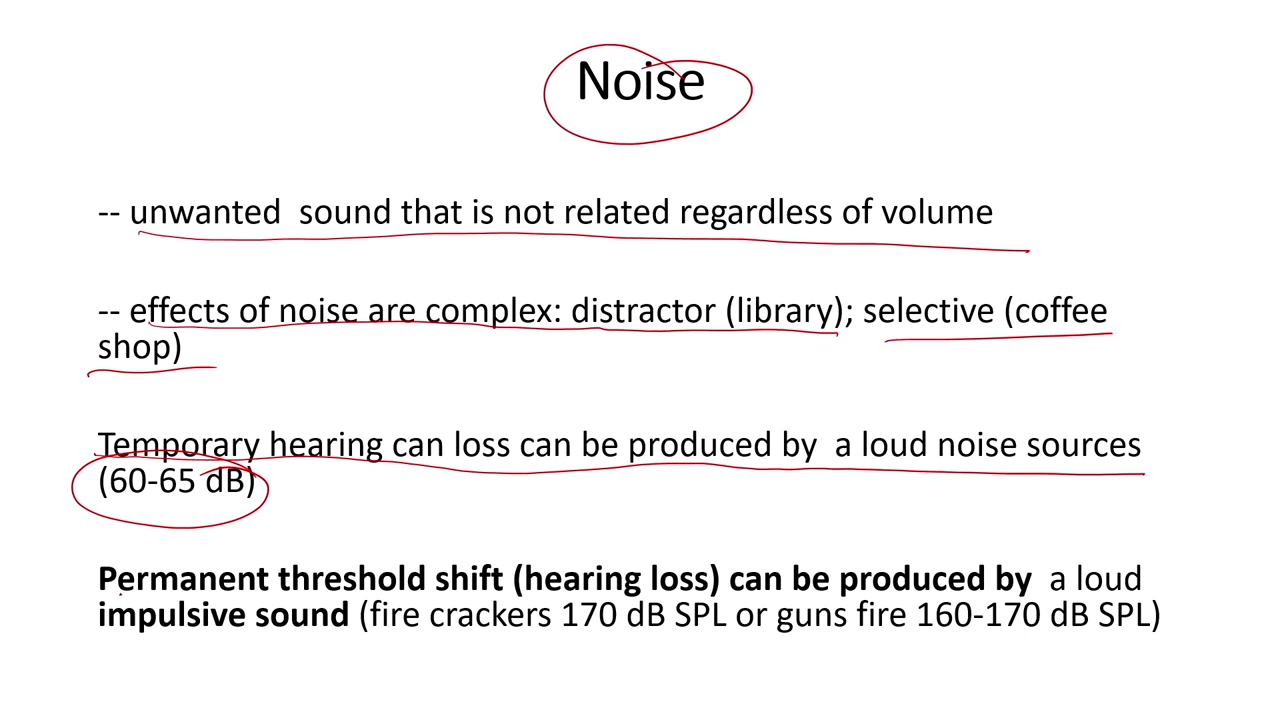 Noise
-- unwanted  sound that is not related regardless of volume
-- effects of noise are complex: distractor (library); selective (coffee
shop)
Temporary hearing can loss can be produced by  a loud noise sources
(60-65 dB)
Permanent threshold shift (hearing loss) can be produced by  a loud
impulsive sound (fire crackers 170 dB SPL or guns fire 160-170 dB SPL)